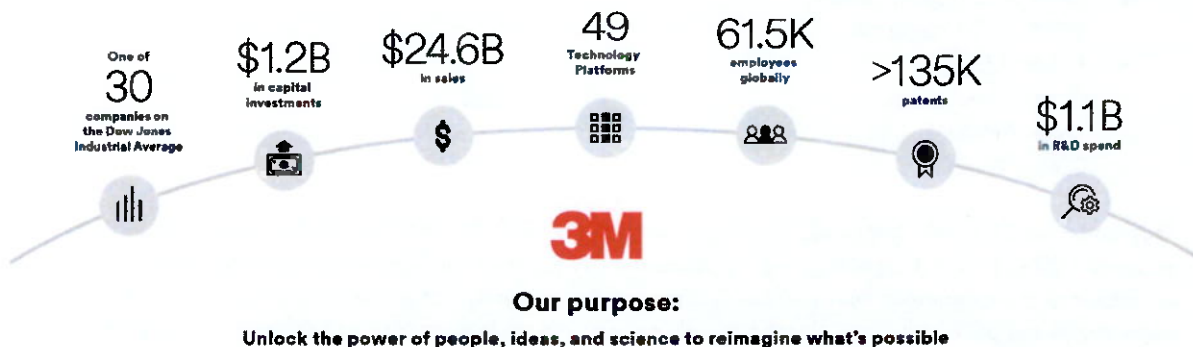 One of
30
companies on
the Dow Jones
Industrial Average
$1.2B
in capital
investments
$24.6B
in sales
49
Technology
Platforms
61.5K
employees
globally
>135K
patents
$1.1B
in R&D spend
$
3M
Our purpose:
Unlock the power of people, ideas, and science to reimagine what's possible